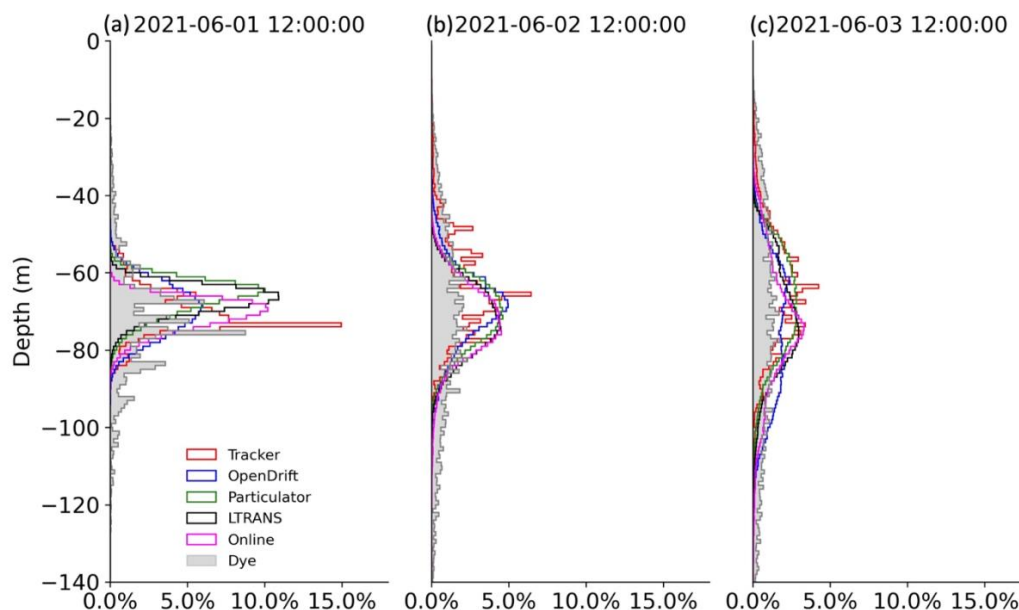 (a) 2021-06-01 12:00:00
(b) 2021-06-02 12:00:00
(c) 2021-06-03 12:00:00
0
−20
−40
−60
−80
−100
−120
−140
Depth (m)
Tracker
OpenDrift
Particulator
LTRANS
Online
Dye
0.0% 5.0% 10.0% 15.0%
0.0% 5.0% 10.0% 15.0%
0.0% 5.0% 10.0% 15.0%